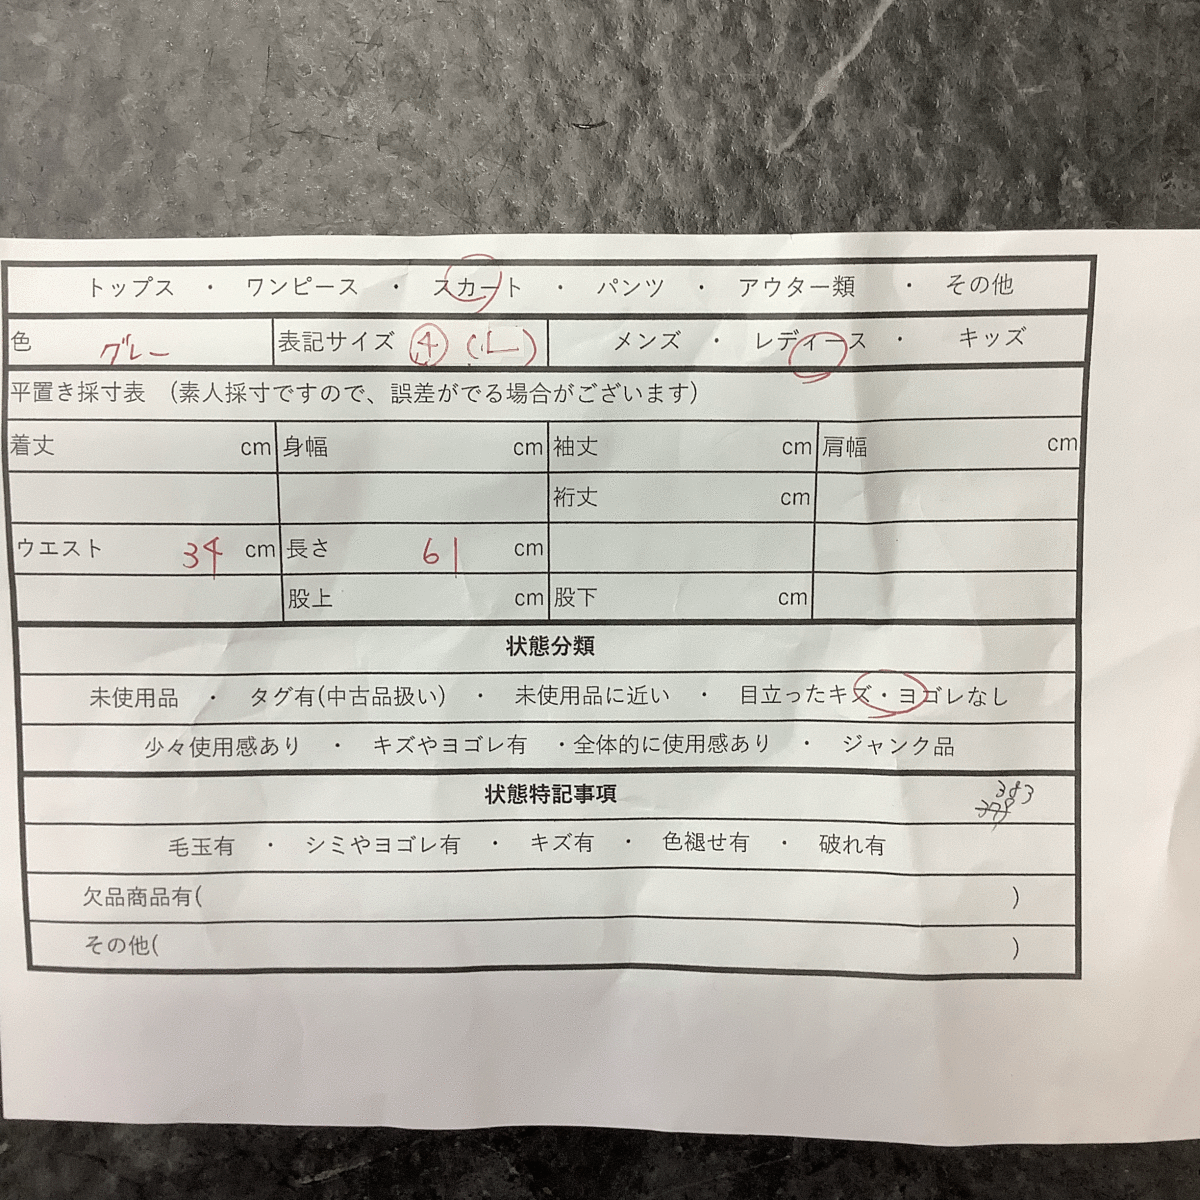 トップス ・ ワンピース ・ スカート ・ パンツ ・ アウター類 ・ その他
色 グレー 表記サイズ 4 (L) メンズ ・ レディース ・ キッズ
平置き採寸表 (素人採寸ですので、誤差がでる場合がございます)
着丈 cm 身幅 cm 袖丈 cm 肩幅 cm
裄丈 cm
ウエスト 34 cm 長さ 61 cm
股上 cm 股下 cm
状態分類
未使用品 ・ タグ有(中古品扱い) ・ 未使用品に近い ・ 目立ったキズ・ヨゴレなし
少々使用感あり ・ キズやヨゴレ有 ・全体的に使用感あり ・ ジャンク品
状態特記事項 383
毛玉有 ・ シミやヨゴレ有 ・ キズ有 ・ 色褪せ有 ・ 破れ有
欠品商品有( )
その他( )